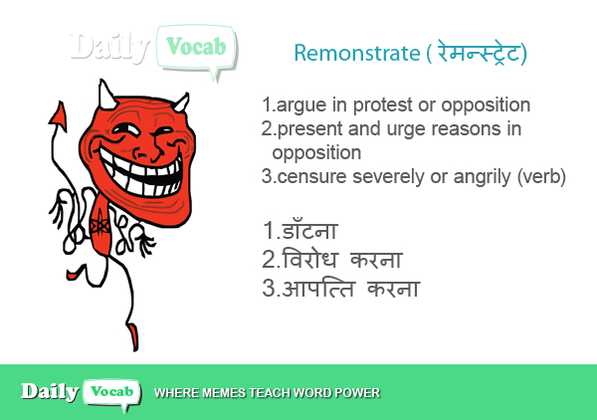 Daily Vocab
Remonstrate ( रेमन्स्ट्रेट)
1.argue in protest or opposition
2.present and urge reasons in
opposition
3.censure severely or angrily (verb)
1.डाँटना
2.विरोध करना
3.आपत्ति करना
Daily Vocab WHERE MEMES TEACH WORD POWER